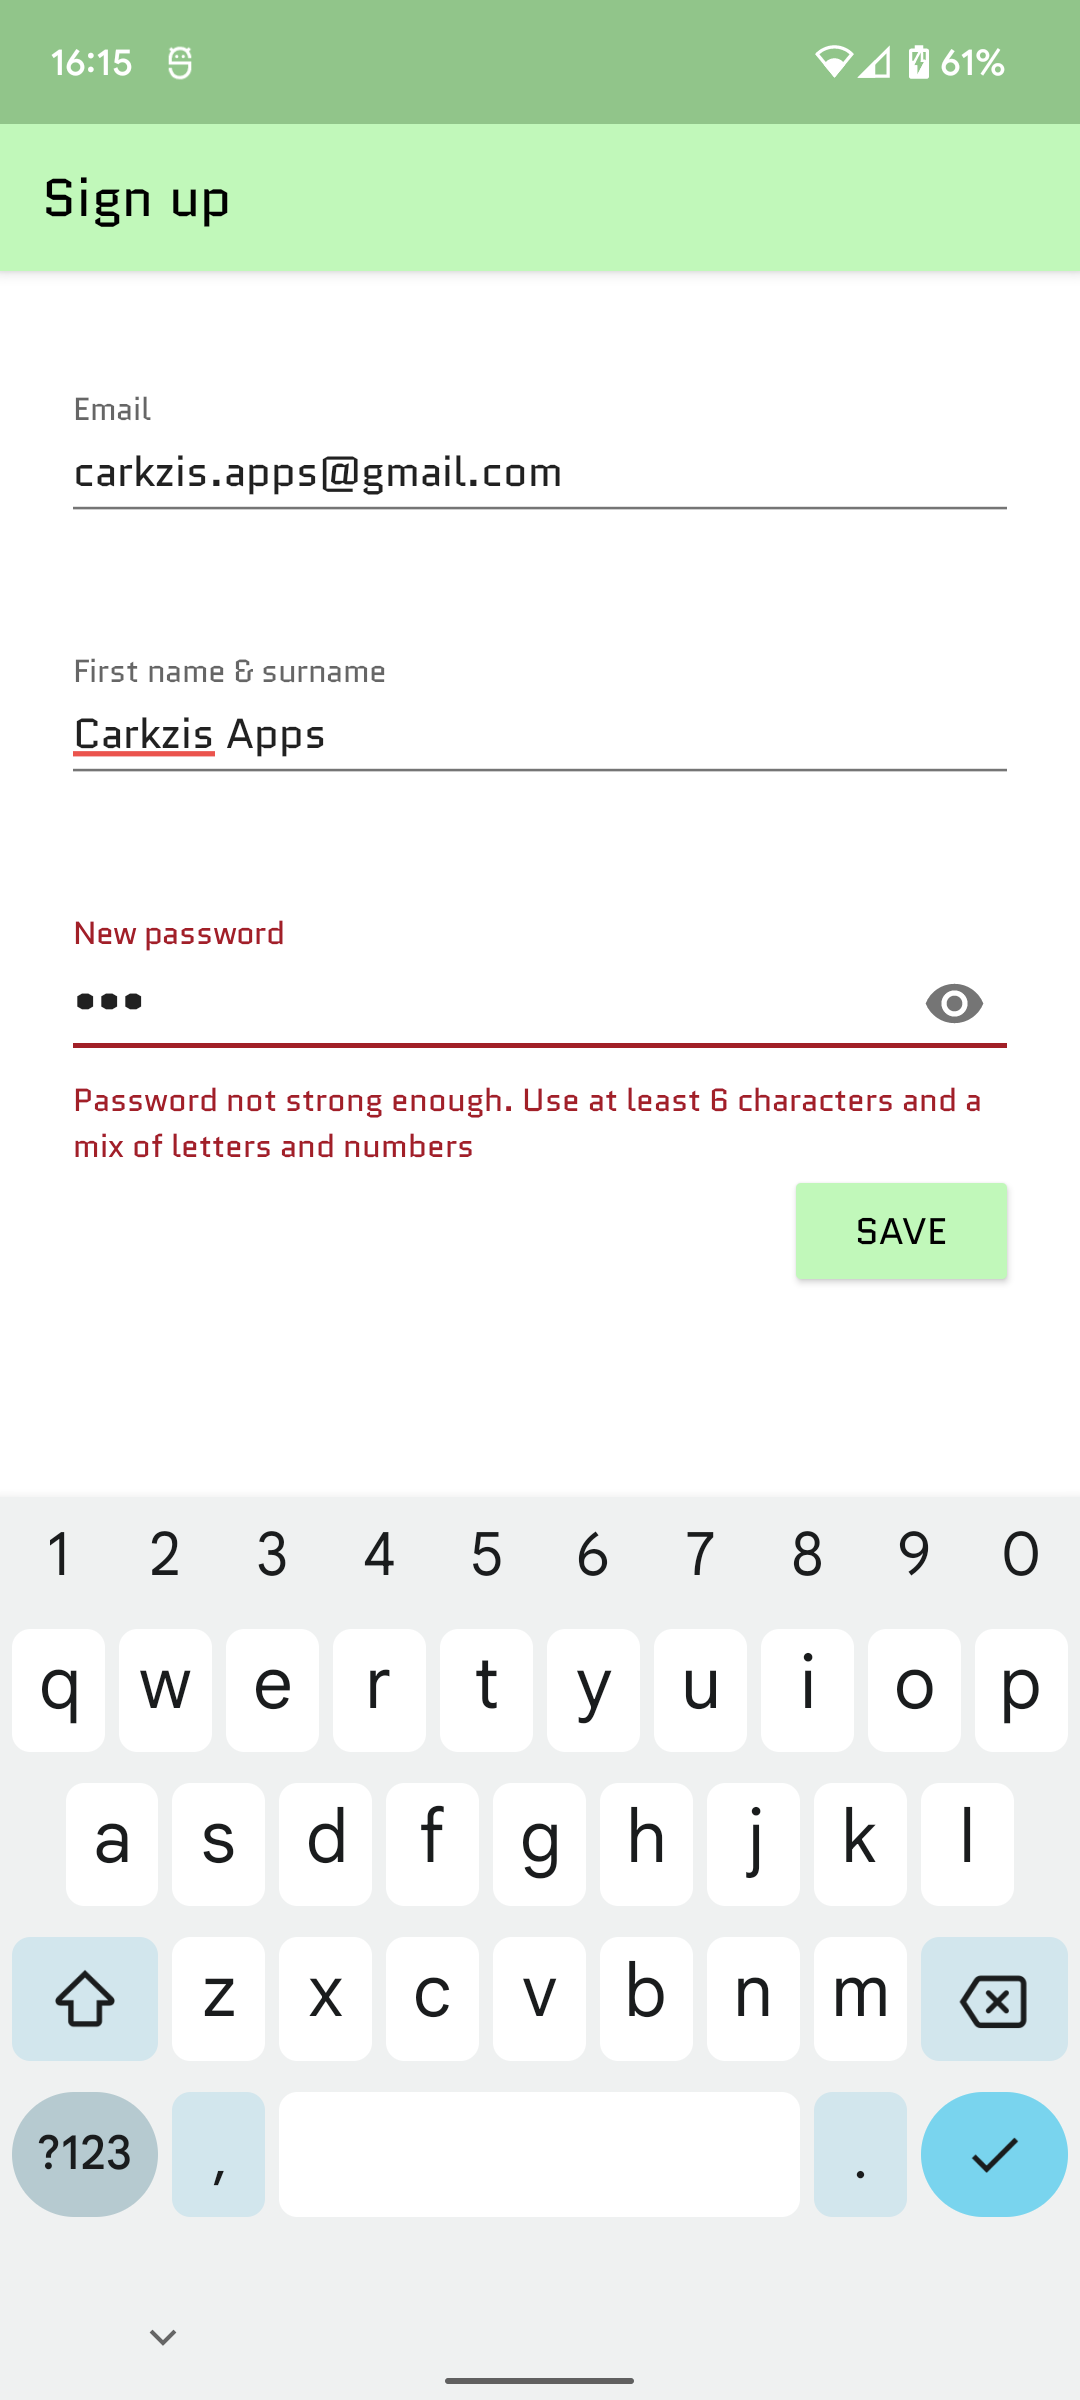 16:15 61%
Sign up
Email
carkzis.apps@gmail.com
First name & surname
Carkzis Apps
New password
•••
Password not strong enough. Use at least 6 characters and a
mix of letters and numbers
SAVE
1 2 3 4 5 6 7 8 9 0
q w e r t y u i o p
a s d f g h j k l
z x c v b n m
?123 , .